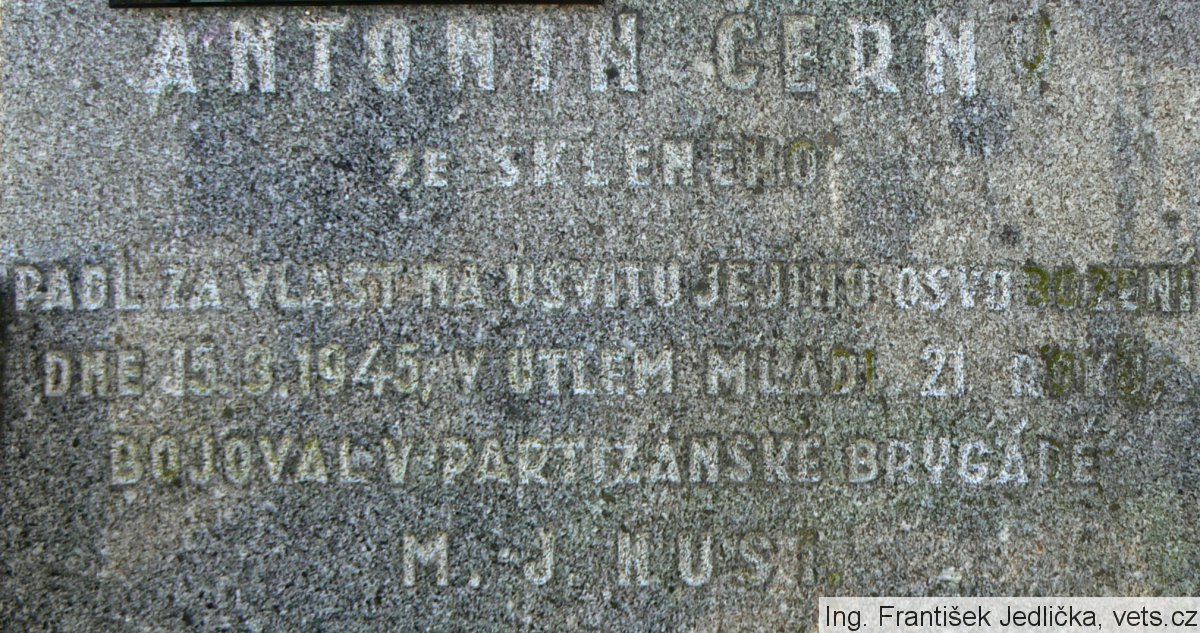 ANTONÍN ČERNÝ
ZE SKLENÉHO
PADL ZA VLAST NA ÚSVITU JEJÍHO OSVOBOZENÍ
DNE 15.3.1945, V ÚTLÉM MLÁDÍ 21 ROKŮ,
BOJOVAL V PARTIZÁNSKÉ BRYGÁDĚ
M. J. HUSI
Ing. František Jedlička, vets.cz